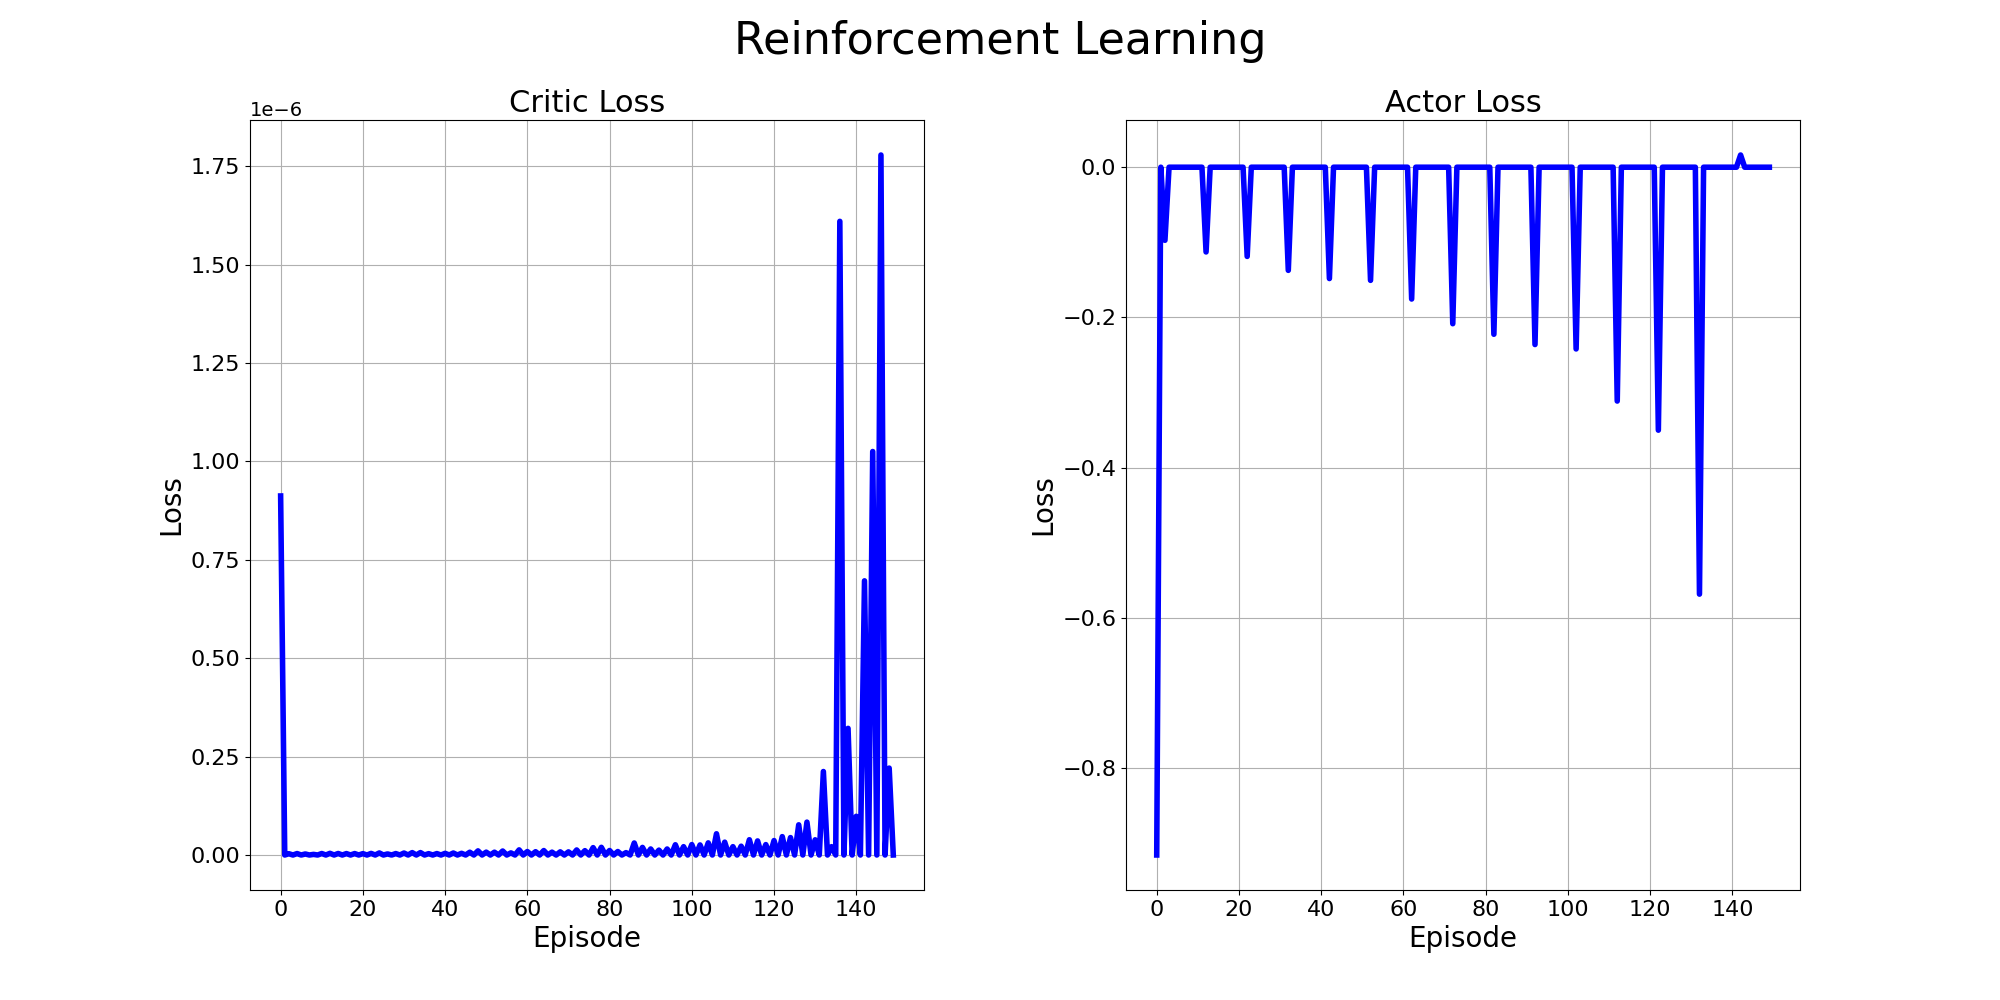 Reinforcement Learning
Critic Loss
1e−6
1.75
1.50
1.25
1.00
0.75
0.50
0.25
0.00
Loss
0 20 40 60 80 100 120 140
Episode
Actor Loss
0.0
−0.2
−0.4
−0.6
−0.8
Loss
0 20 40 60 80 100 120 140
Episode